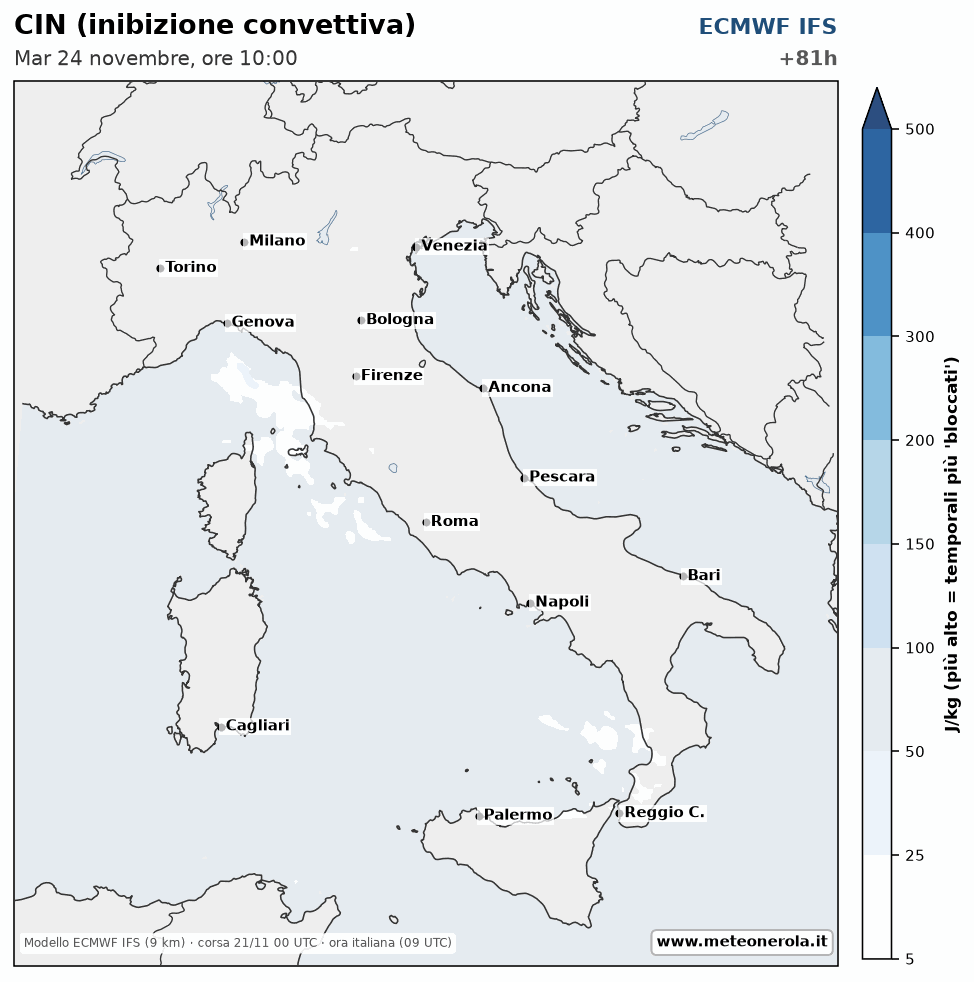 CIN (inibizione convettiva)
ECMWF IFS
Mar 24 novembre, ore 10:00
+81h
Milano
Venezia
Torino
Genova
Bologna
Firenze
Ancona
Pescara
Roma
Bari
Napoli
Cagliari
Palermo
Reggio C.
500
400
300
200
150
100
50
25
5
J/kg (più alto = temporali più 'bloccati')
Modello ECMWF IFS (9 km) · corsa 21/11 00 UTC · ora italiana (09 UTC)
www.meteonerola.it